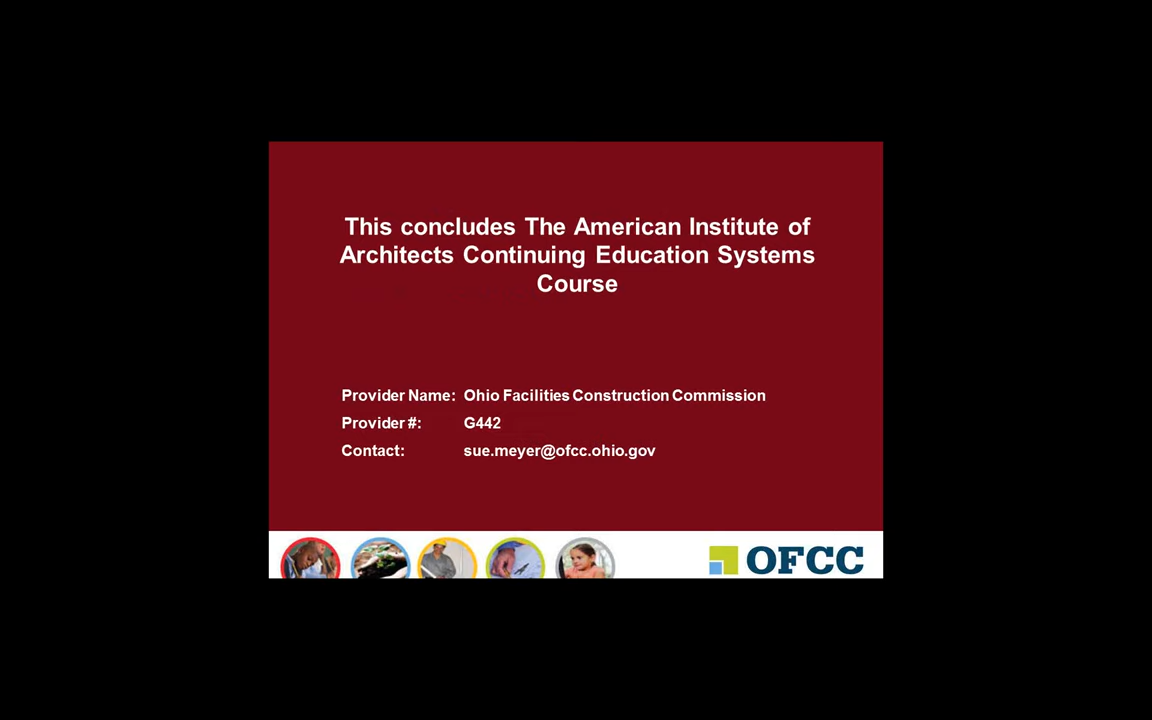 This concludes The American Institute of
Architects Continuing Education Systems
Course
Provider Name: Ohio Facilities Construction Commission
Provider #: G442
Contact: sue.meyer@ofcc.ohio.gov
OFCC